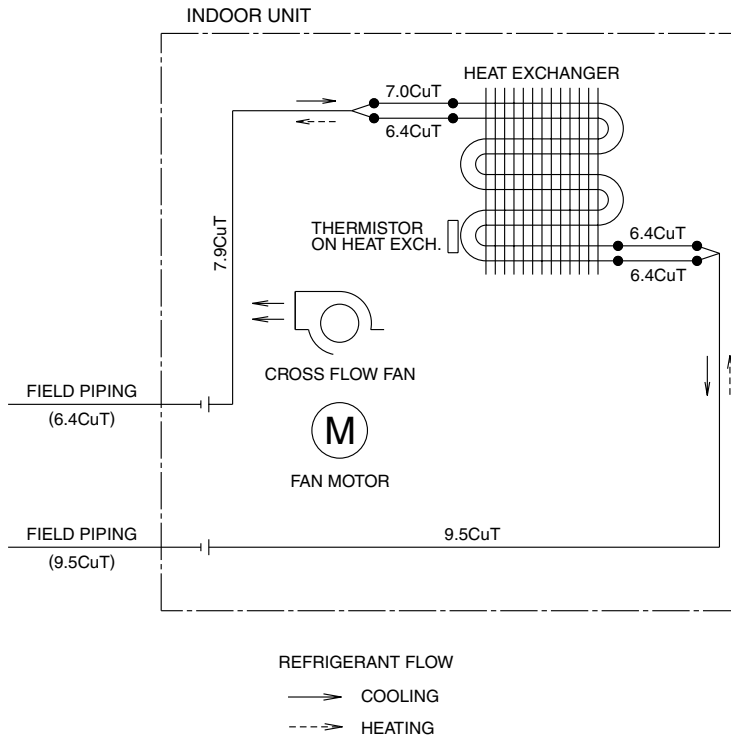 INDOOR UNIT
HEAT EXCHANGER
7.0CuT
6.4CuT
7.9CuT
THERMISTOR
ON HEAT EXCH.
6.4CuT
6.4CuT
CROSS FLOW FAN
FIELD PIPING
(6.4CuT)
M
FAN MOTOR
FIELD PIPING
(9.5CuT)
9.5CuT
REFRIGERANT FLOW
COOLING
HEATING